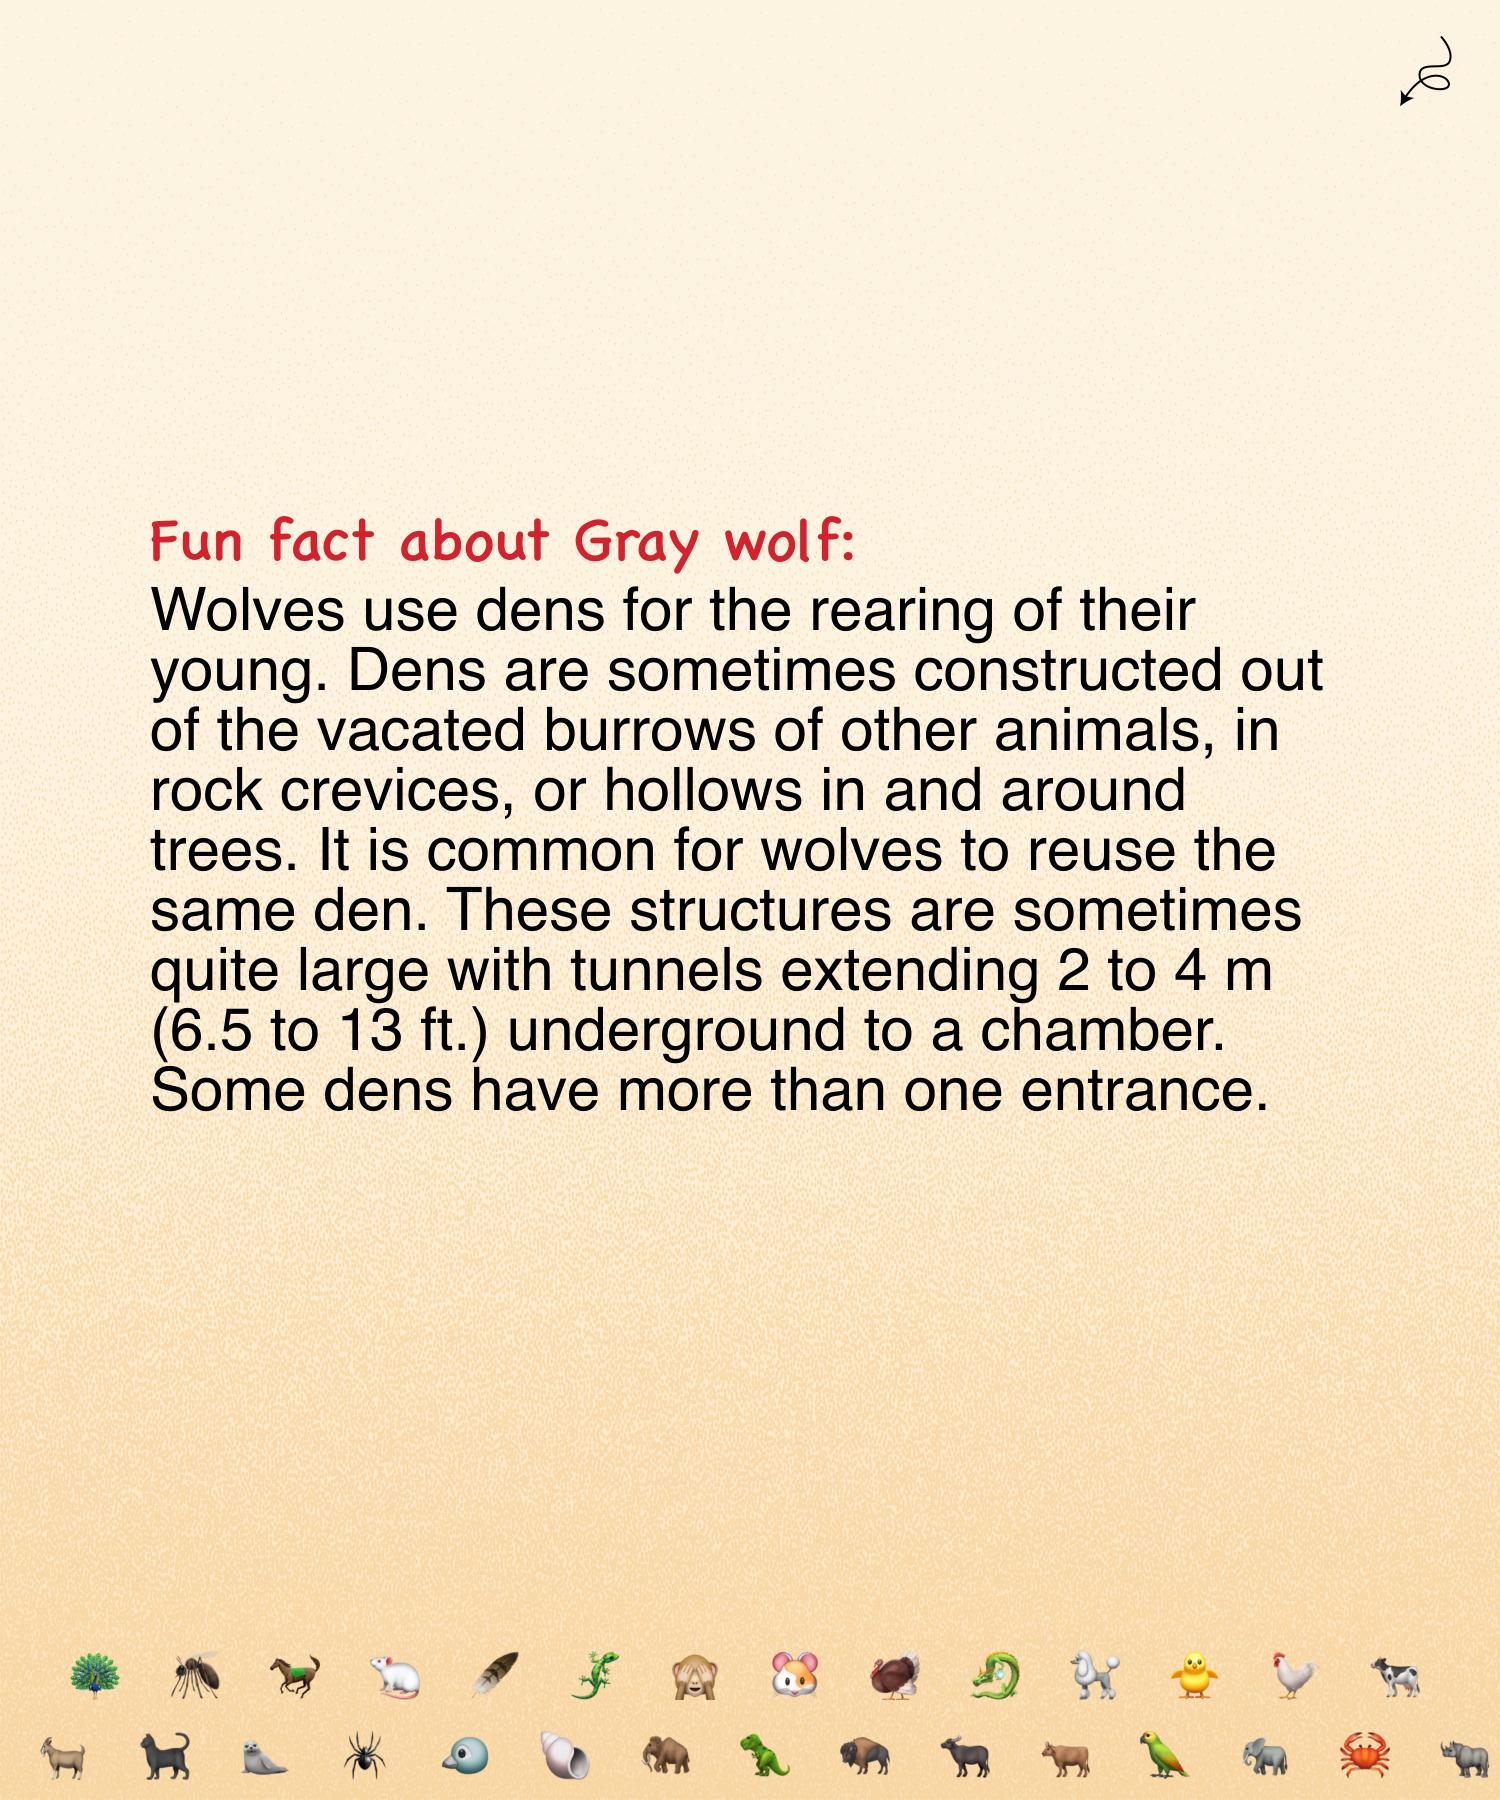 Fun fact about Gray wolf:
Wolves use dens for the rearing of their
young. Dens are sometimes constructed out
of the vacated burrows of other animals, in
rock crevices, or hollows in and around
trees. It is common for wolves to reuse the
same den. These structures are sometimes
quite large with tunnels extending 2 to 4 m
(6.5 to 13 ft.) underground to a chamber.
Some dens have more than one entrance.